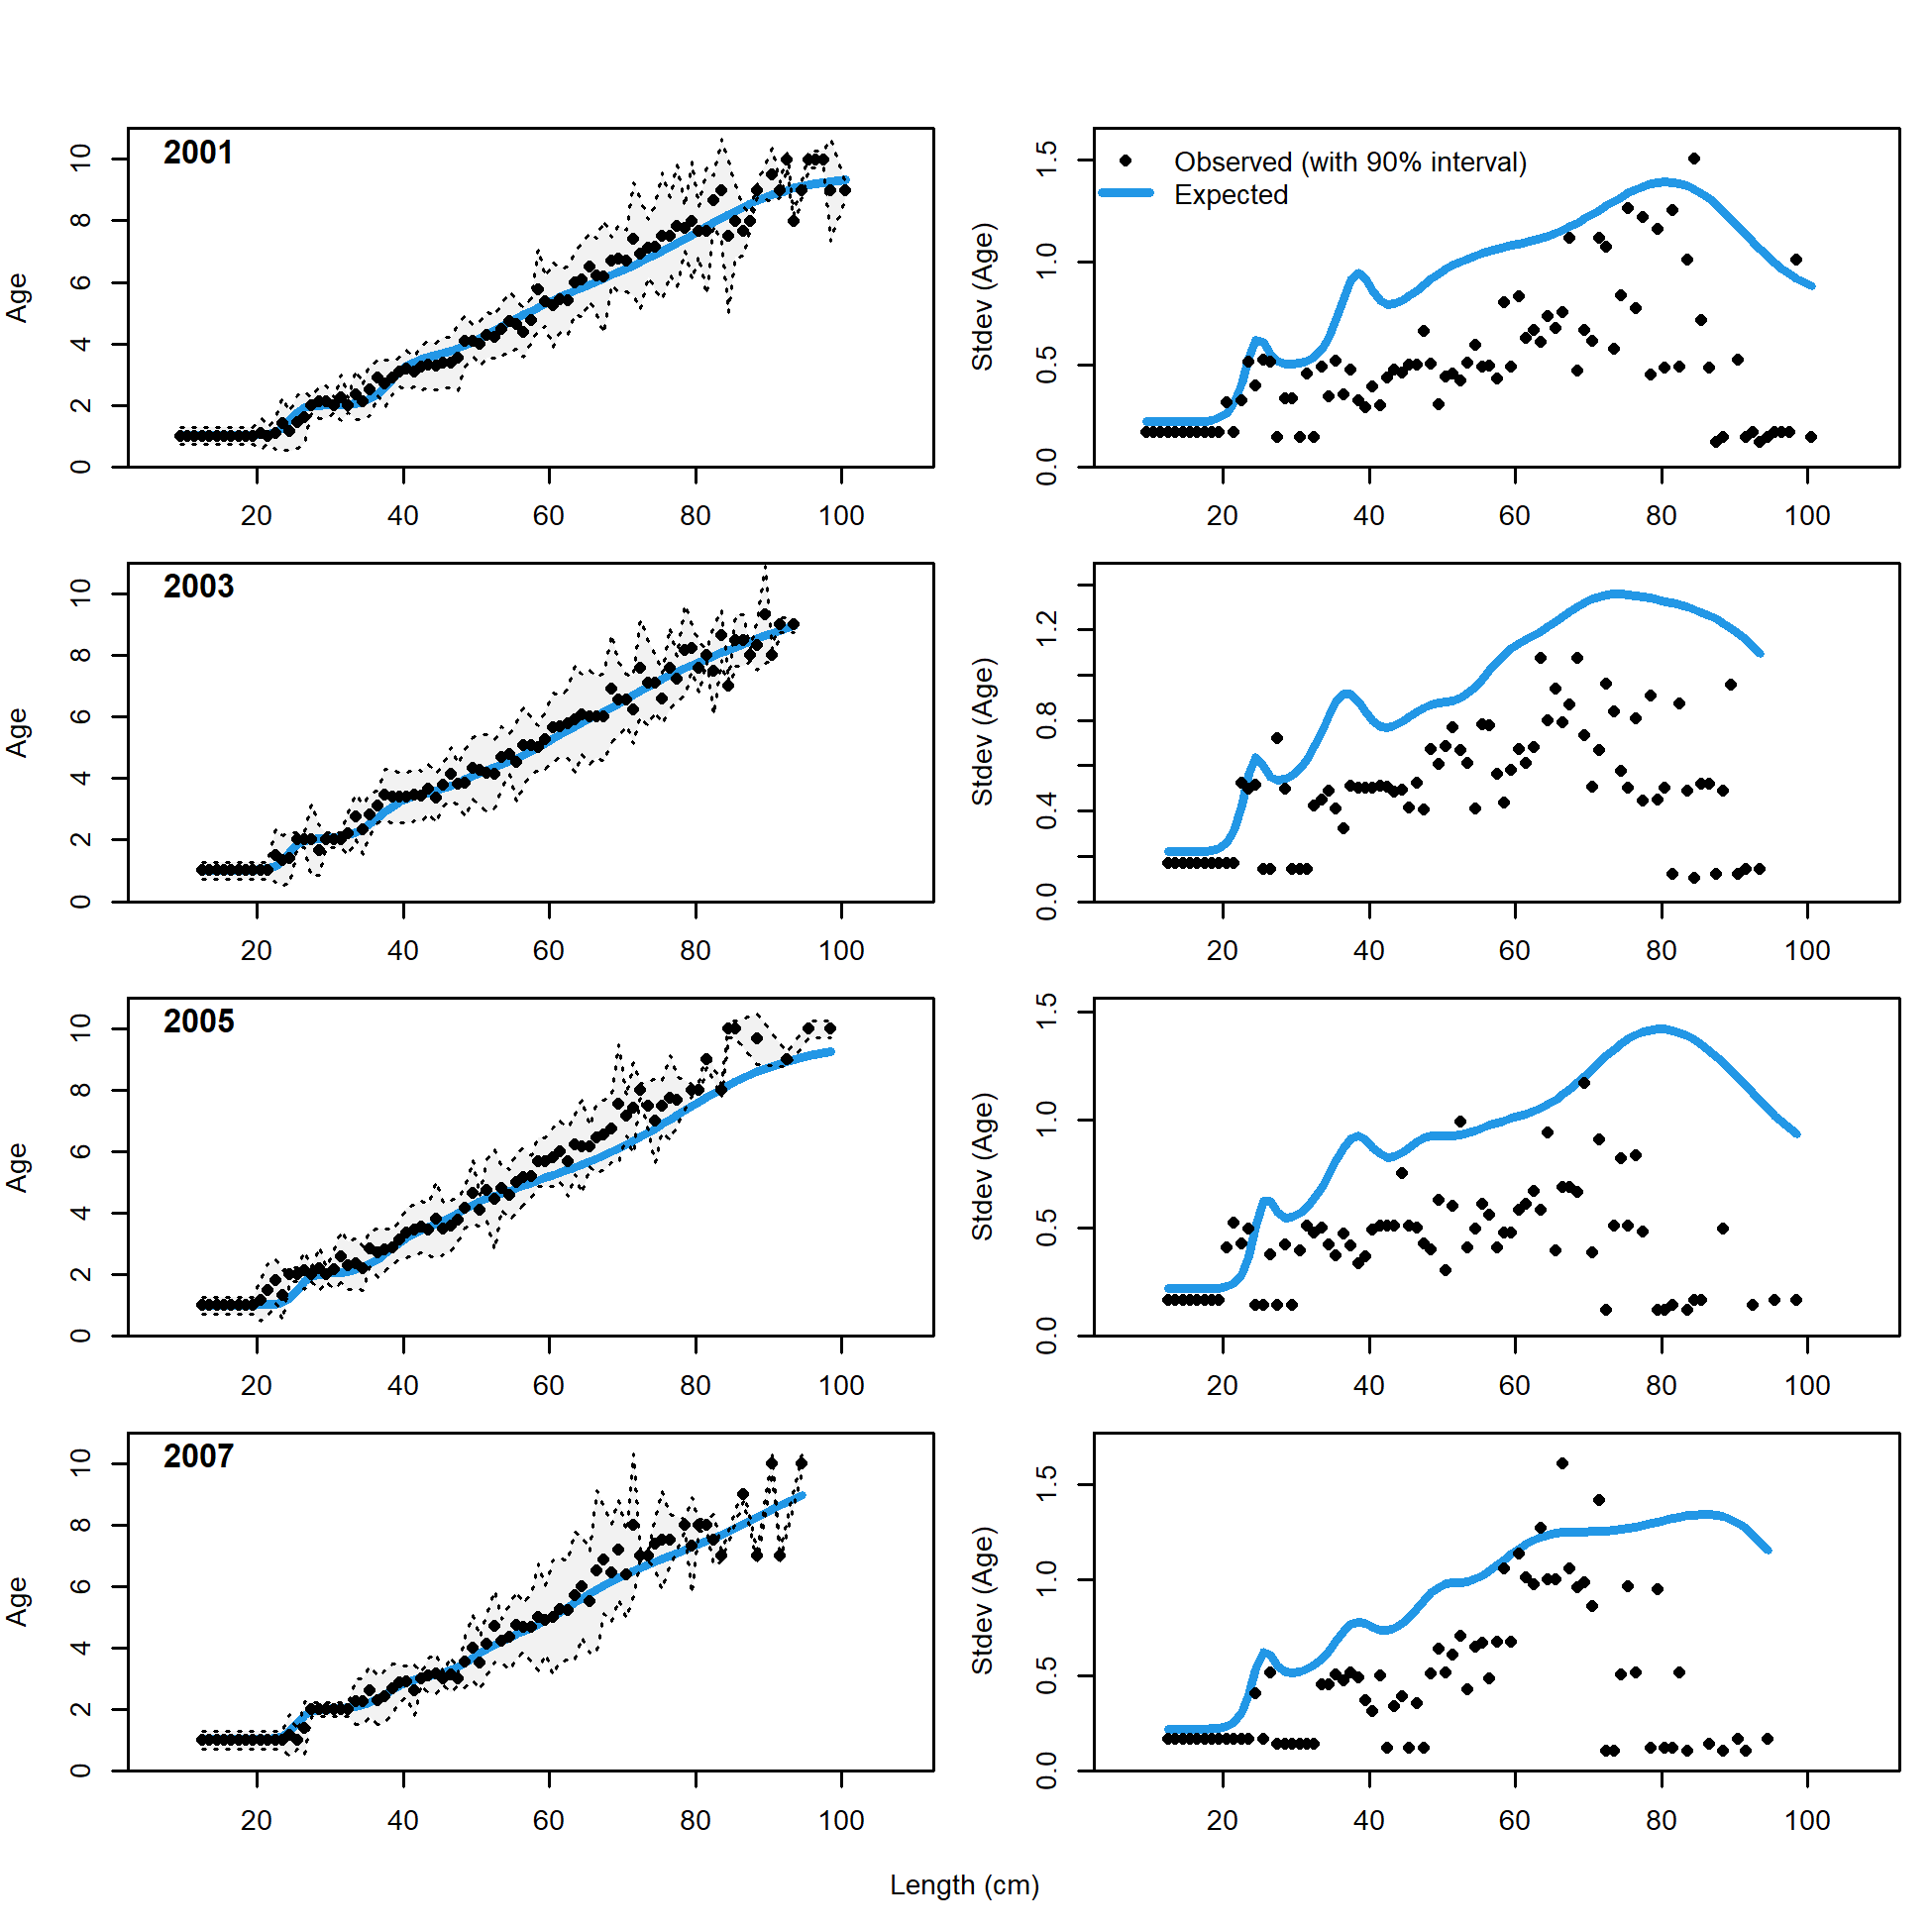 2001
Age
0 2 4 6 8 10
20 40 60 80 100
Observed (with 90% interval)
Expected
Stdev (Age)
0.0 0.5 1.0 1.5
20 40 60 80 100
2003
Age
0 2 4 6 8 10
20 40 60 80 100
Stdev (Age)
0.0 0.4 0.8 1.2
20 40 60 80 100
2005
Age
0 2 4 6 8 10
20 40 60 80 100
Stdev (Age)
0.0 0.5 1.0 1.5
20 40 60 80 100
2007
Age
0 2 4 6 8 10
20 40 60 80 100
Stdev (Age)
0.0 0.5 1.0 1.5
20 40 60 80 100
Length (cm)